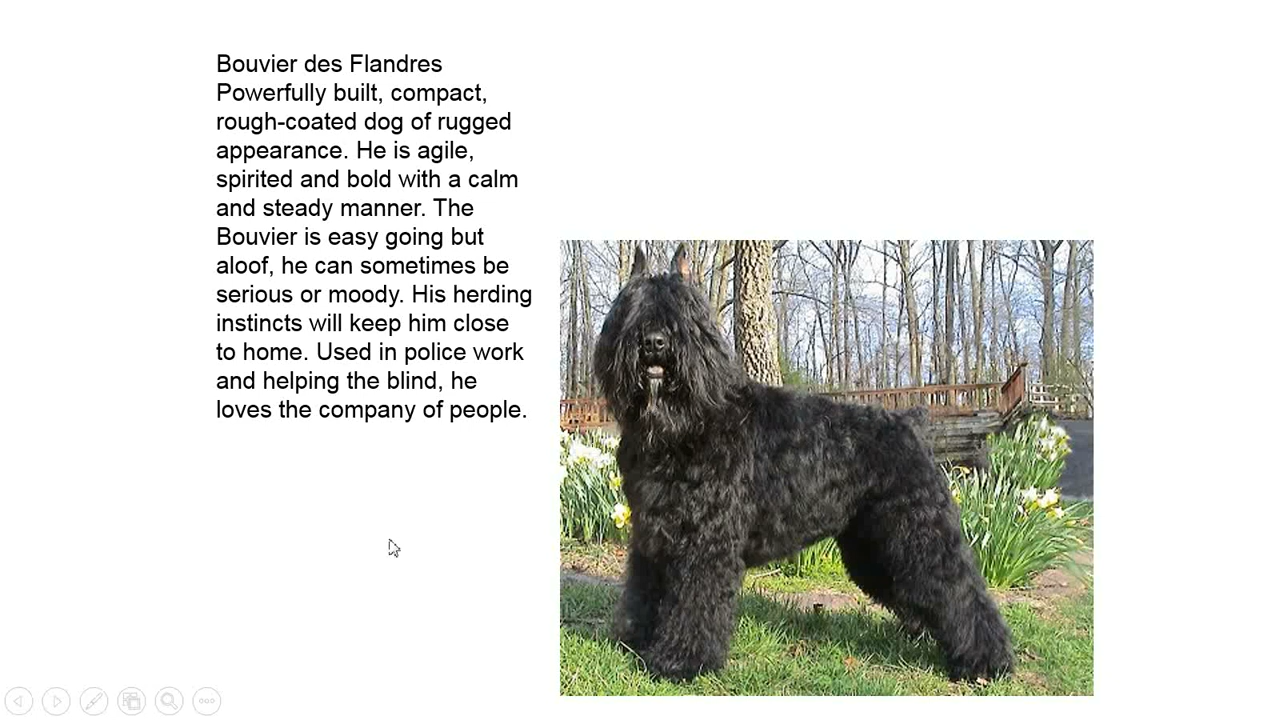 Bouvier des Flandres
Powerfully built, compact,
rough-coated dog of rugged
appearance. He is agile,
spirited and bold with a calm
and steady manner. The
Bouvier is easy going but
aloof, he can sometimes be
serious or moody. His herding
instincts will keep him close
to home. Used in police work
and helping the blind, he
loves the company of people.